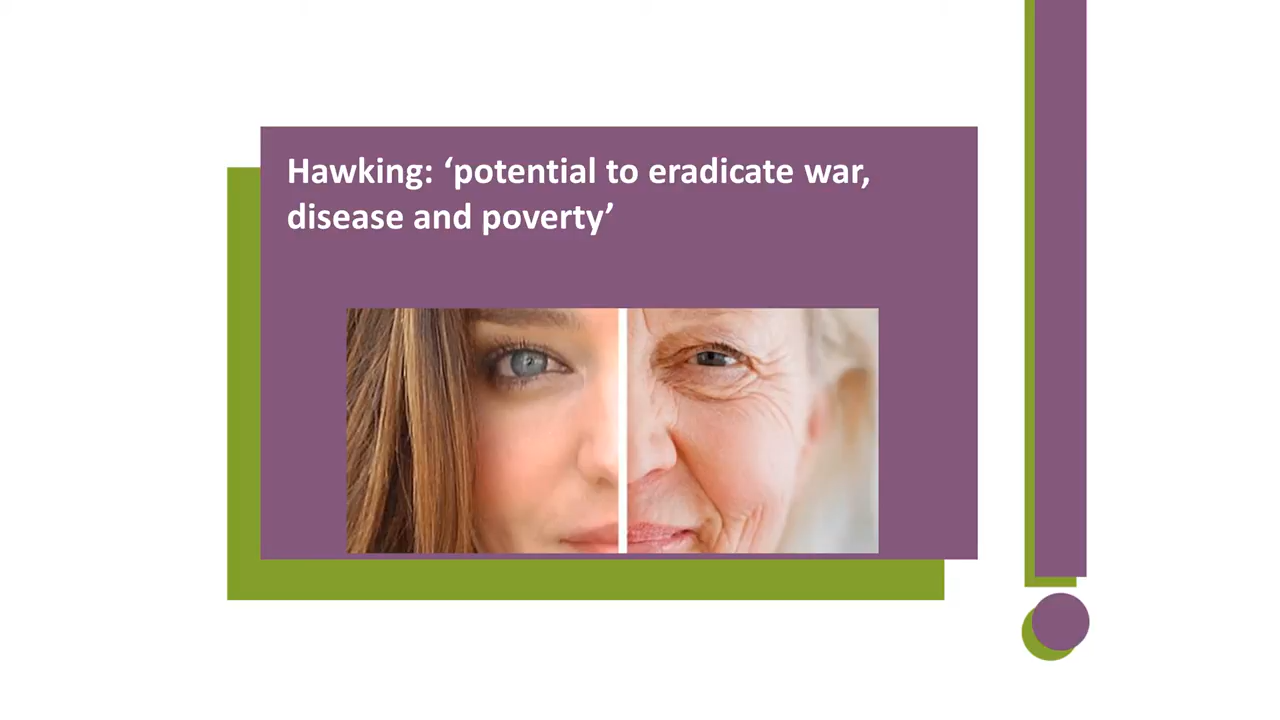 Hawking: ‘potential to eradicate war,
disease and poverty’